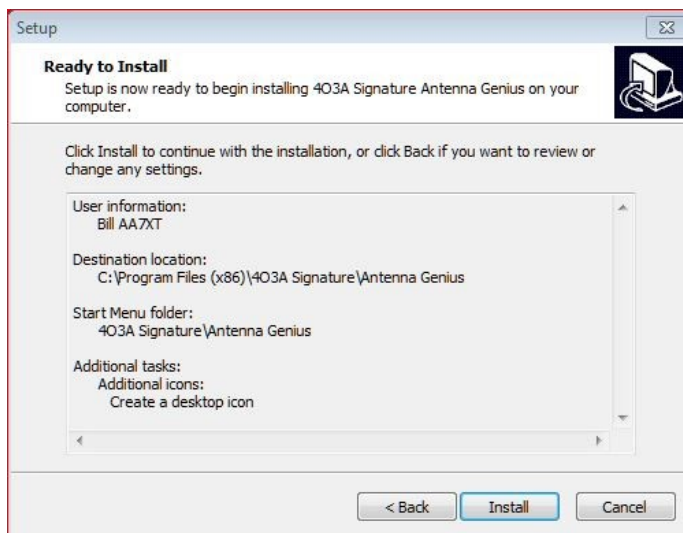 Setup
Ready to Install
Setup is now ready to begin installing 4O3A Signature Antenna Genius on your
computer.
Click Install to continue with the installation, or click Back if you want to review or
change any settings.
User information:
Bill AA7XT
Destination location:
C:\Program Files (x86)\4O3A Signature\Antenna Genius
Start Menu folder:
4O3A Signature\Antenna Genius
Additional tasks:
Additional icons:
Create a desktop icon
< Back
Install
Cancel